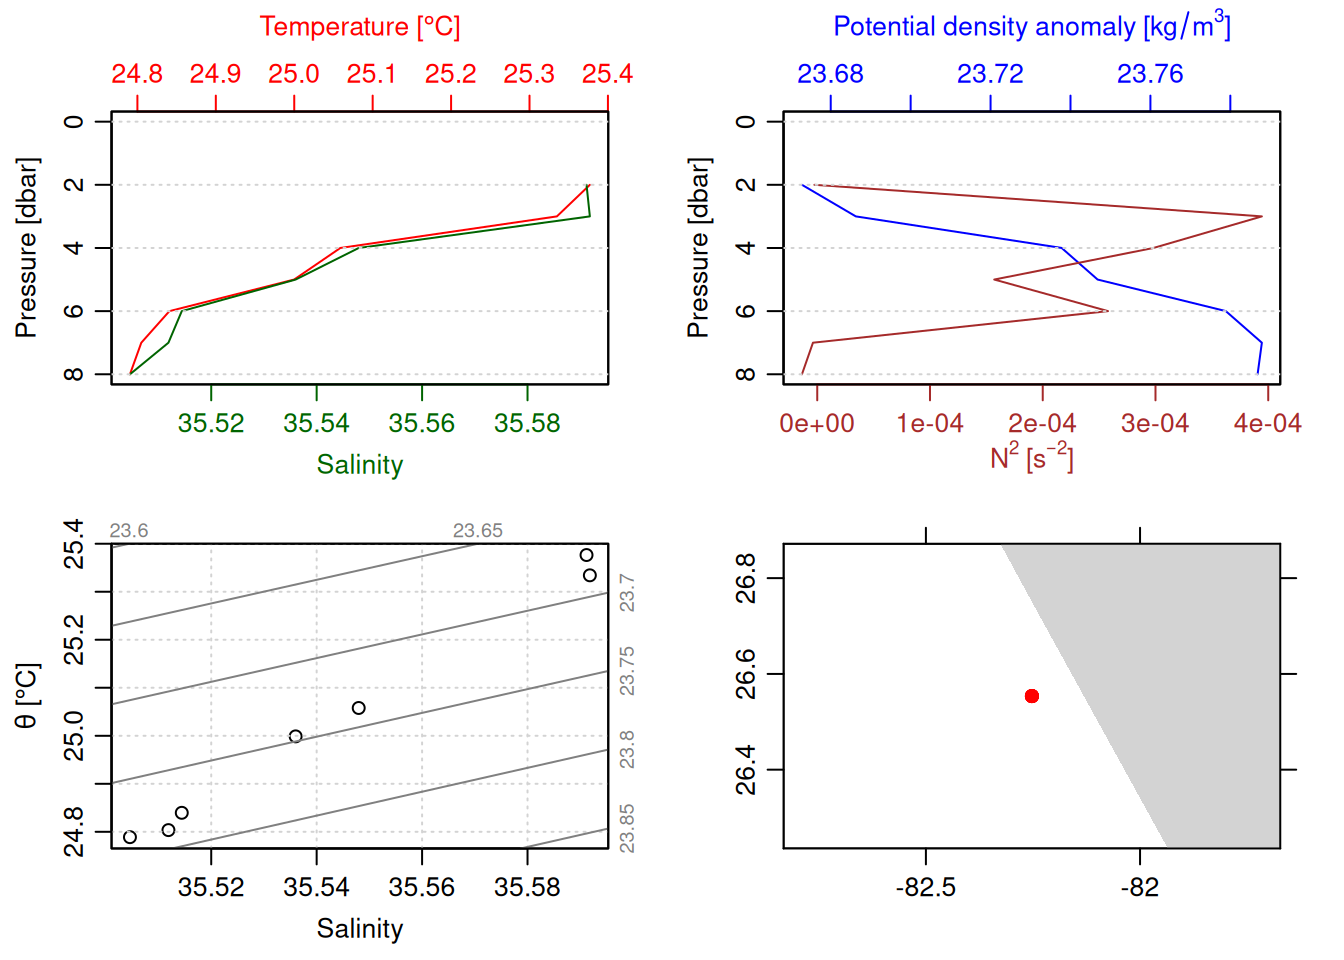 Temperature [°C]
24.8 24.9 25.0 25.1 25.2 25.3 25.4
Pressure [dbar]
0
2
4
6
8
35.52 35.54 35.56 35.58
Salinity
Potential density anomaly [kg/m³]
23.68 23.72 23.76
Pressure [dbar]
0
2
4
6
8
0e+00 1e-04 2e-04 3e-04 4e-04
N² [s⁻²]
23.6 23.65
θ [°C]
25.4
25.2
25.0
24.8
23.7
23.75
23.8
23.85
35.52 35.54 35.56 35.58
Salinity
26.8
26.6
26.4
-82.5 -82